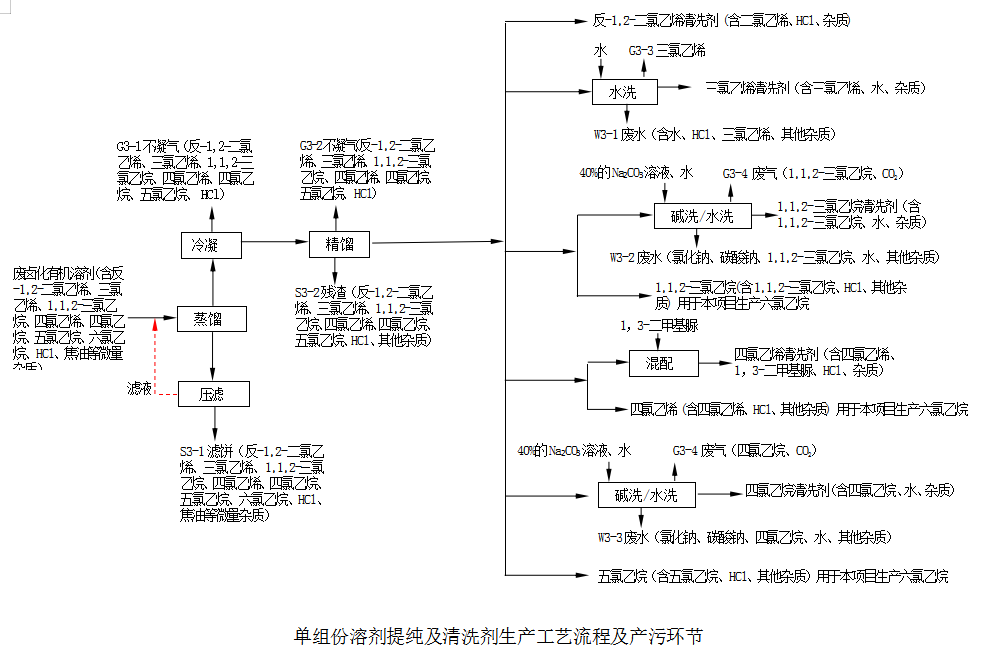 反-1,2-二氯乙烯清洗剂(含二氯乙烯、HCl、杂质)
水 G3-3 三氯乙烯
水洗
三氯乙烯清洗剂(含三氯乙烯、水、杂质)
W3-1 废水(含水、HCl、三氯乙烯、其他杂质)
G3-1不凝气(反-1,2-二氯
乙烯、三氯乙烯、1,1,2-三
氯乙烷、四氯乙烯、四氯乙
烷、五氯乙烷、HCl)
G3-2不凝气(反-1,2-二氯乙
烯、三氯乙烯、1,1,2-三氯
乙烷、四氯乙烯、四氯乙烷、
五氯乙烷、HCl)
冷凝
精馏
40%的Na₂CO₃溶液、水
G3-4 废气(1,1,2-三氯乙烷、CO₂)
碱洗/水洗
1,1,2-三氯乙烷清洗剂(含
1,1,2-三氯乙烷、水、杂质)
W3-2 废水(氯化钠、碳酸钠、1,1,2-三氯乙烷、水、其他杂质)
1,1,2-三氯乙烷(含1,1,2-三氯乙烷、HCl、其他杂
质)用于本项目生产六氯乙烷
废卤化有机溶剂(含反
-1,2-二氯乙烯、三氯
乙烯、1,1,2-三氯乙
烷、四氯乙烯、四氯乙
烷、五氯乙烷、六氯乙
烷、HCl、焦油等微量
杂质)
蒸馏
滤液
压滤
S3-2残渣(反-1,2-二氯乙
烯、三氯乙烯、1,1,2-三氯
乙烷、四氯乙烯、四氯乙烷、
五氯乙烷、HCl、其他杂质)
S3-1滤饼(反-1,2-二氯乙
烯、三氯乙烯、1,1,2-三氯
乙烷、四氯乙烯、四氯乙烷、
五氯乙烷、六氯乙烷、HCl、
焦油等微量杂质)
1,3-二甲基脲
混配
四氯乙烯清洗剂(含四氯乙烯、
1,3-二甲基脲、HCl、杂质)
四氯乙烯(含四氯乙烯、HCl、其他杂质)用于本项目生产六氯乙烷
40%的Na₂CO₃溶液、水
G3-4 废气(四氯乙烷、CO₂)
碱洗/水洗
四氯乙烷清洗剂(含四氯乙烷、水、杂质)
W3-3废水(氯化钠、碳酸钠、四氯乙烷、水、其他杂质)
五氯乙烷(含五氯乙烷、HCl、其他杂质)用于本项目生产六氯乙烷
单组份溶剂提纯及清洗剂生产工艺流程及产污环节